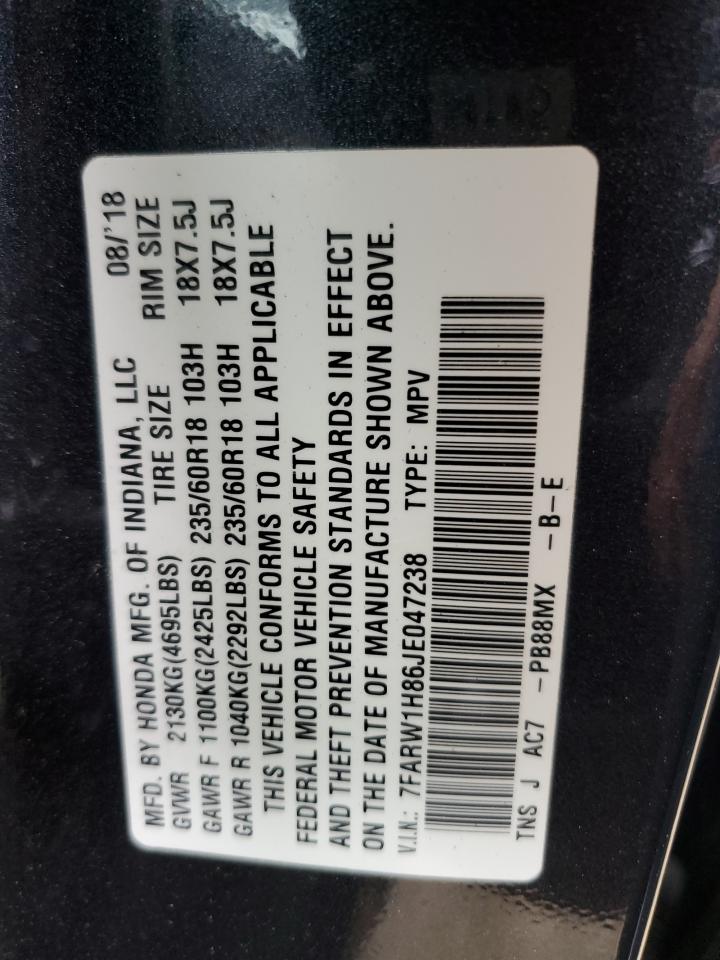 MFD. BY HONDA MFG. OF INDIANA, LLC 08/'18
GVWR 2130KG(4695LBS) TIRE SIZE RIM SIZE
GAWR F 1100KG(2425LBS) 235/60R18 103H 18X7.5J
GAWR R 1040KG(2292LBS) 235/60R18 103H 18X7.5J
THIS VEHICLE CONFORMS TO ALL APPLICABLE
FEDERAL MOTOR VEHICLE SAFETY
AND THEFT PREVENTION STANDARDS IN EFFECT
ON THE DATE OF MANUFACTURE SHOWN ABOVE.
V.I.N.: 7FARW1H86JE047238 TYPE: MPV
TNS J AC7 -PB88MX -B-E